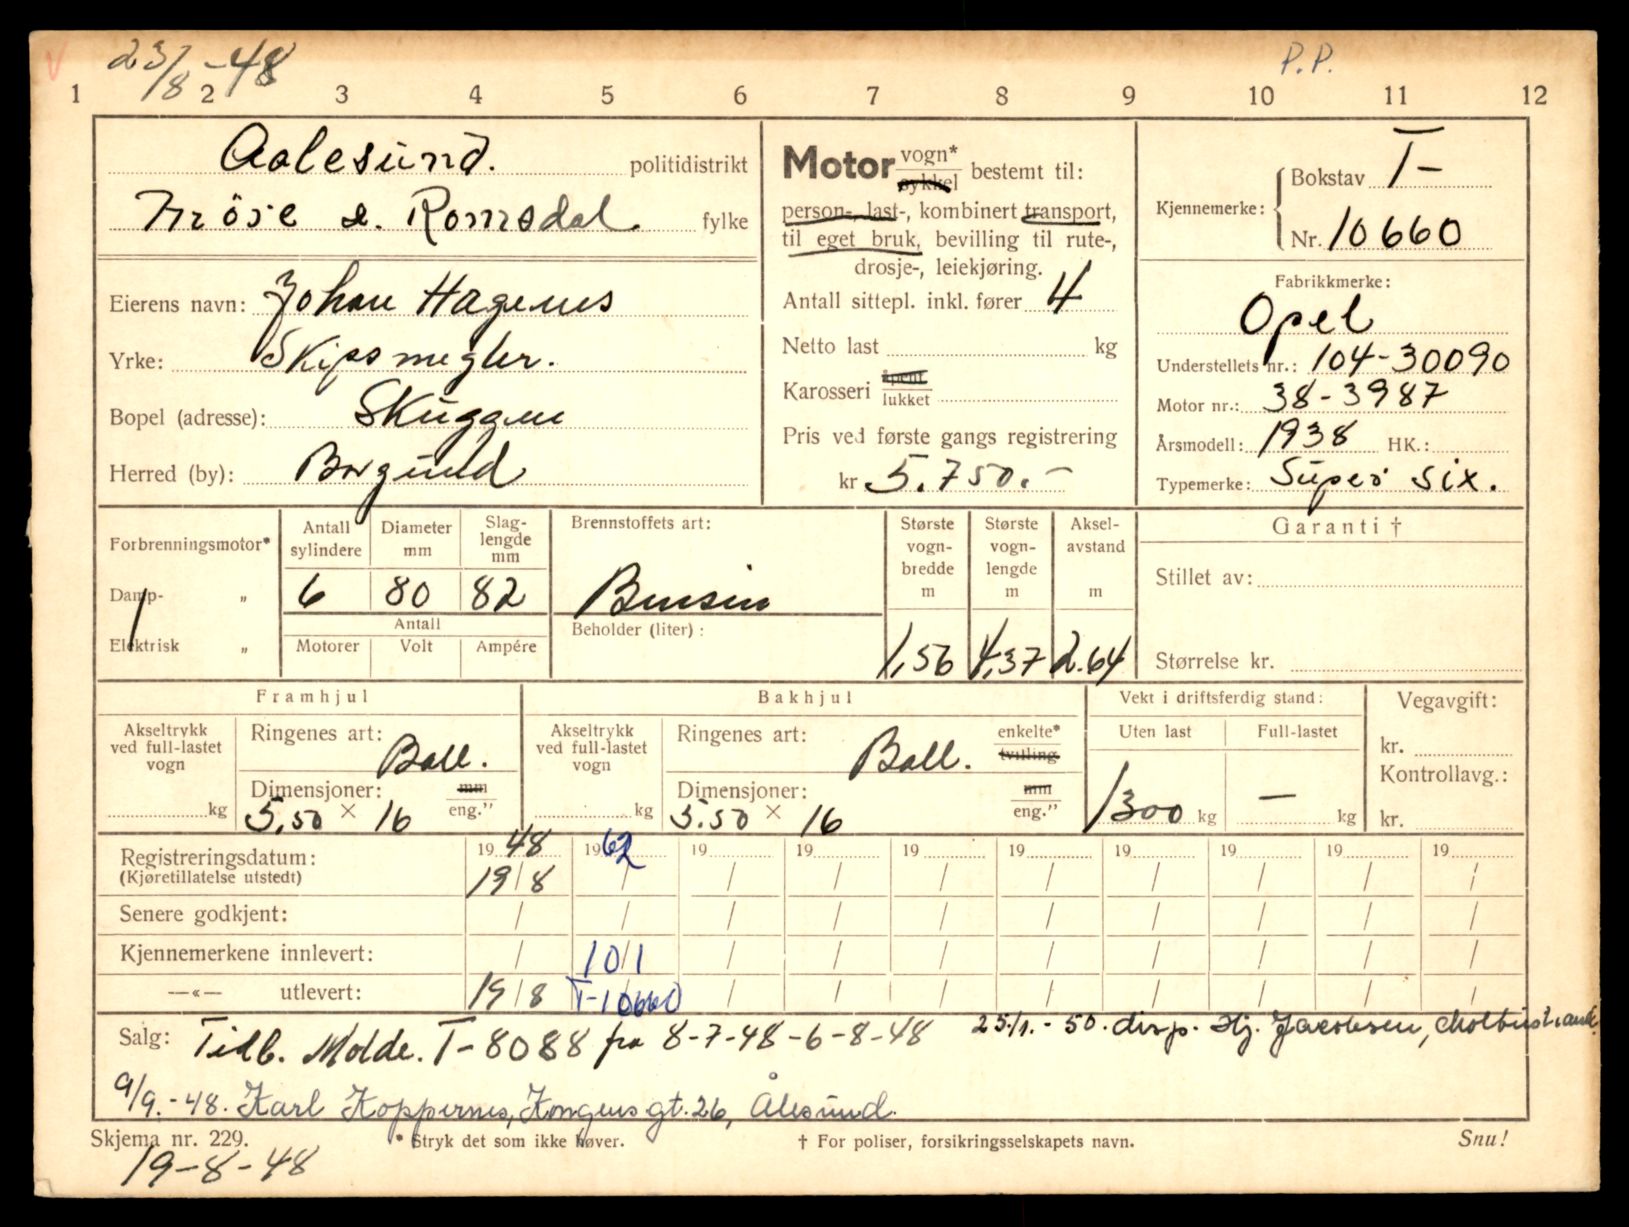 23/8-48
P.P.
1 2 3 4 5 6 7 8 9 10 11 12
Aalesund. politidistrikt
Möre & Romsdal fylke
Eierens navn: Johan Hagenes
Yrke: Skipsmegler.
Bopel (adresse): Skuggen
Herred (by): Borgund
Motor vogn* sykkel bestemt til:
person-, last-, kombinert transport,
til eget bruk, bevilling til rute-,
drosje-, leiekjøring.
Antall sittepl. inkl. fører 4
Netto last kg
Karosseri åpent lukket
Pris ved første gangs registrering
kr 5.750.-
Kjennemerke: Bokstav T-
Nr. 10660
Fabrikkmerke:
Opel
Understellets nr.: 104-30090
Motor nr.: 38-3987
Årsmodell: 1938 HK.:
Typemerke: Super six.
Forbrenningsmotor*
Damp- „
Elektrisk „
Antall sylindere Diameter mm Slaglengde mm
6 80 82
Antall
Motorer Volt Ampére
Brennstoffets art:
Bensin
Beholder (liter):
Største vogn-bredde m Største vogn-lengde m Aksel-avstand m
1,56 4,37 2.64
Garanti †
Stillet av:
Størrelse kr.
Framhjul
Akseltrykk ved full-lastet vogn
kg
Ringenes art: Ball.
Dimensjoner: mm eng.”
5,50 × 16
Bakhjul
Akseltrykk ved full-lastet vogn
kg
Ringenes art: Ball. enkelte* tvilling
Dimensjoner: mm eng.”
5.50 × 16
Vekt i driftsferdig stand:
Uten last Full-lastet
1300 kg — kg
Vegavgift:
kr.
Kontrollavg.:
kr.
Registreringsdatum: 1948 1962 19 19 19 19 19 19 19 19
(Kjøretillatelse utstedt) 19/8 / / / / / / / / /
Senere godkjent: / / / / / / / / / /
Kjennemerkene innlevert: / 10/1 / / / / / / / /
—«— utlevert: 19/8 T-10660 / / / / / / / /
Salg: Tidl. Molde. T-8088 fra 8-7-48-6-8-48 25/1.-50. disp. Hj. Jacobsen,
9/9.-48. Karl Koppernes, Kongensgt. 26, Ålesund.
Skjema nr. 229. * Stryk det som ikke høver. † For poliser, forsikringsselskapets navn. Snu!
19-8-48